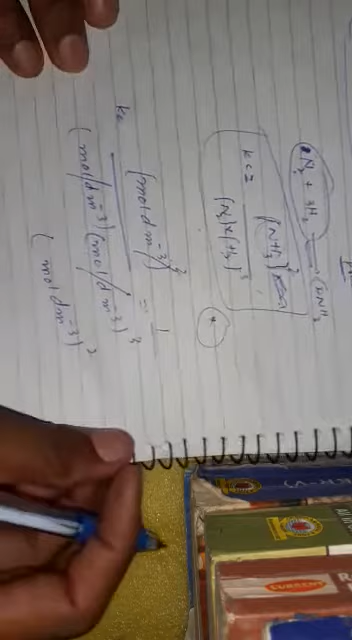 N₂ + 3H₂ → 2NH₃
Kc = [NH₃]²
[N₂] × [H₂]³
*
Kc (mol dm⁻³)² = 1
(mol dm⁻³)(mol dm⁻³)³
(mol dm⁻³)²
CURRENT